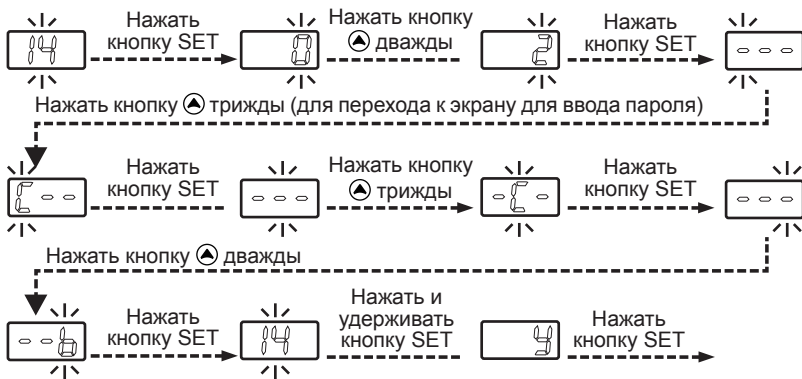 Нажать Нажать кнопку Нажать
кнопку SET дважды кнопку SET
14 0 2 - - -
Нажать кнопку трижды (для перехода к экрану для ввода пароля)
Нажать Нажать кнопку Нажать
кнопку SET трижды кнопку SET
C - - - - - - C - - - -
Нажать кнопку дважды
Нажать Нажать и Нажать
кнопку SET удерживать кнопку SET
кнопку SET
- - b 14 y